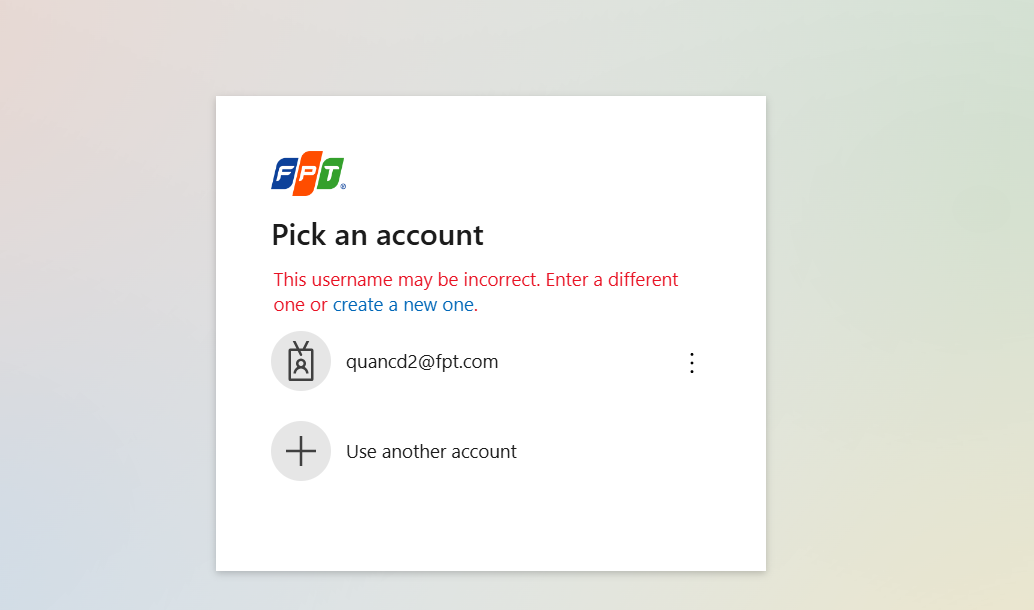 FPT®
Pick an account
This username may be incorrect. Enter a different
one or create a new one.
quancd2@fpt.com
Use another account